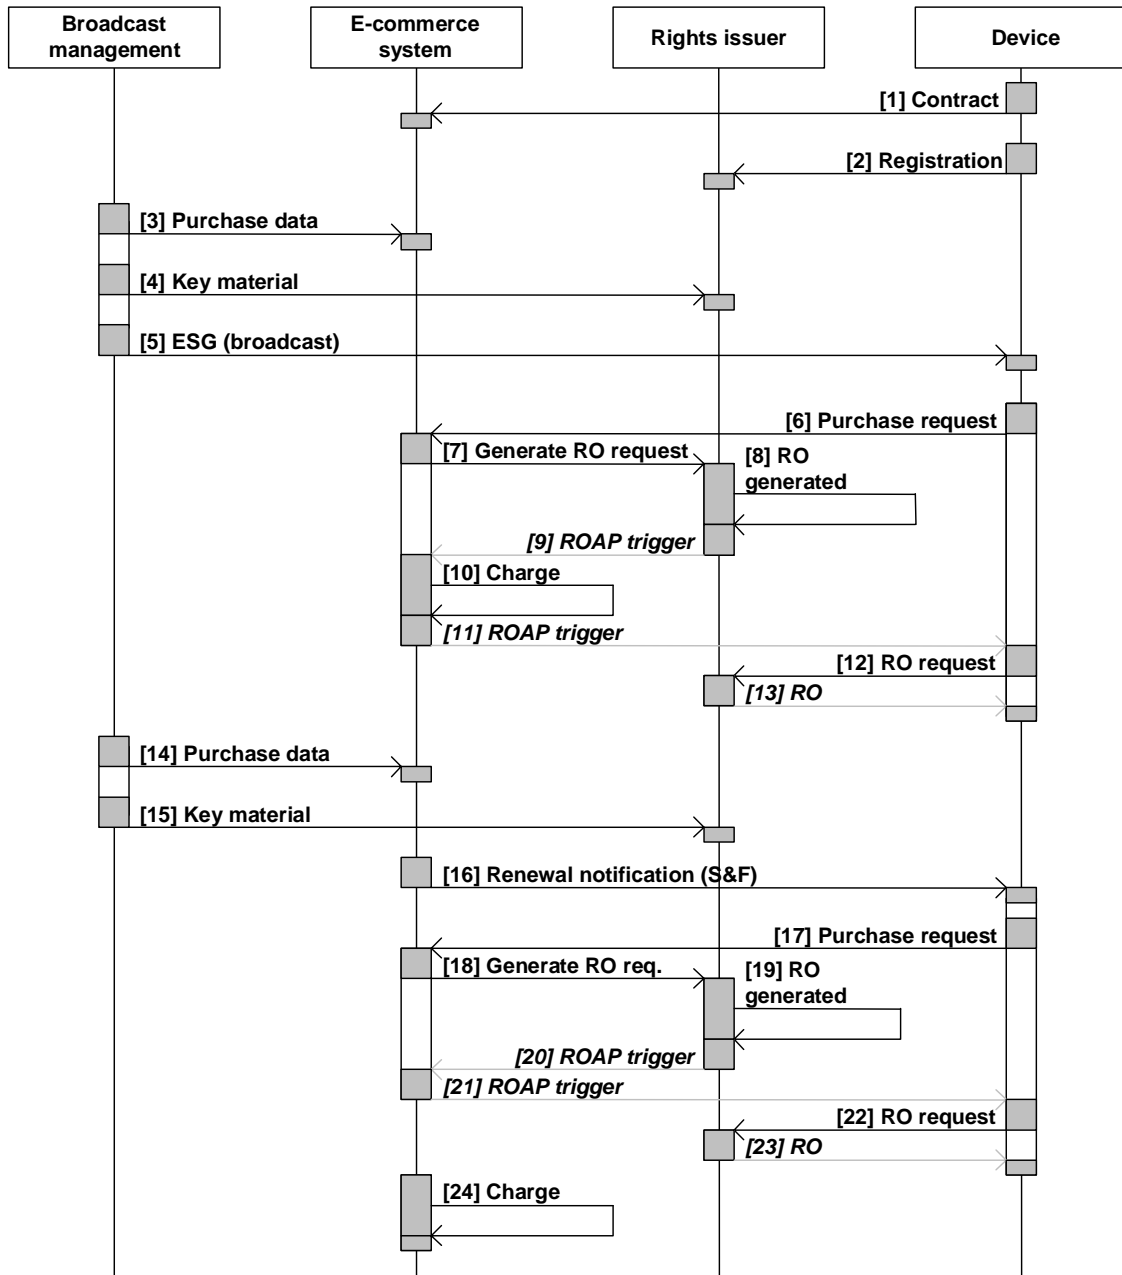 Broadcast
management
E-commerce
system
Rights issuer
Device
[1] Contract
[2] Registration
[3] Purchase data
[4] Key material
[5] ESG (broadcast)
[6] Purchase request
[7] Generate RO request
[8] RO
generated
[9] ROAP trigger
[10] Charge
[11] ROAP trigger
[12] RO request
[13] RO
[14] Purchase data
[15] Key material
[16] Renewal notification (S&F)
[17] Purchase request
[18] Generate RO req.
[19] RO
generated
[20] ROAP trigger
[21] ROAP trigger
[22] RO request
[23] RO
[24] Charge